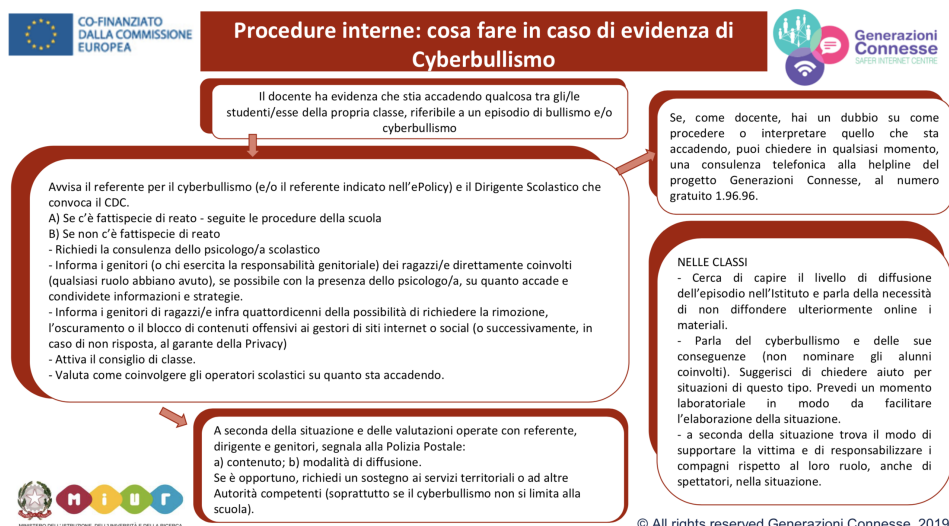 CO-FINANZIATO
DALLA COMMISSIONE
EUROPEA
Procedure interne: cosa fare in caso di evidenza di
Cyberbullismo
Generazioni
Connesse
SAFER INTERNET CENTRE
Il docente ha evidenza che stia accadendo qualcosa tra gli/le
studenti/esse della propria classe, riferibile a un episodio di bullismo e/o
cyberbullismo
Se, come docente, hai un dubbio su come
procedere o interpretare quello che sta
accadendo, puoi chiedere in qualsiasi momento,
una consulenza telefonica alla helpline del
progetto Generazioni Connesse, al numero
gratuito 1.96.96.
Avvisa il referente per il cyberbullismo (e/o il referente indicato nell'ePolicy) e il Dirigente Scolastico che
convoca il CDC.
A) Se c'è fattispecie di reato - seguite le procedure della scuola
B) Se non c'è fattispecie di reato
- Richiedi la consulenza dello psicologo/a scolastico
- Informa i genitori (o chi esercita la responsabilità genitoriale) dei ragazzi/e direttamente coinvolti
(qualsiasi ruolo abbiano avuto), se possibile con la presenza dello psicologo/a, su quanto accade e
condividete informazioni e strategie.
- Informa i genitori di ragazzi/e infra quattordicenni della possibilità di richiedere la rimozione,
l'oscuramento o il blocco di contenuti offensivi ai gestori di siti internet o social (o successivamente, in
caso di non risposta, al garante della Privacy)
- Attiva il consiglio di classe.
- Valuta come coinvolgere gli operatori scolastici su quanto sta accadendo.
NELLE CLASSI
- Cerca di capire il livello di diffusione
dell'episodio nell'Istituto e parla della necessità
di non diffondere ulteriormente online i
materiali.
- Parla del cyberbullismo e delle sue
conseguenze (non nominare gli alunni
coinvolti). Suggerisci di chiedere aiuto per
situazioni di questo tipo. Prevedi un momento
laboratoriale in modo da facilitare
l'elaborazione della situazione.
- a seconda della situazione trova il modo di
supportare la vittima e di responsabilizzare i
compagni rispetto al loro ruolo, anche di
spettatori, nella situazione.
A seconda della situazione e delle valutazioni operate con referente,
dirigente e genitori, segnala alla Polizia Postale:
a) contenuto; b) modalità di diffusione.
Se è opportuno, richiedi un sostegno ai servizi territoriali o ad altre
Autorità competenti (soprattutto se il cyberbullismo non si limita alla
scuola).
miur
MINISTERO DELL'ISTRUZIONE, DELL'UNIVERSITÀ E DELLA RICERCA
© All rights reserved Generazioni Connesse 2019